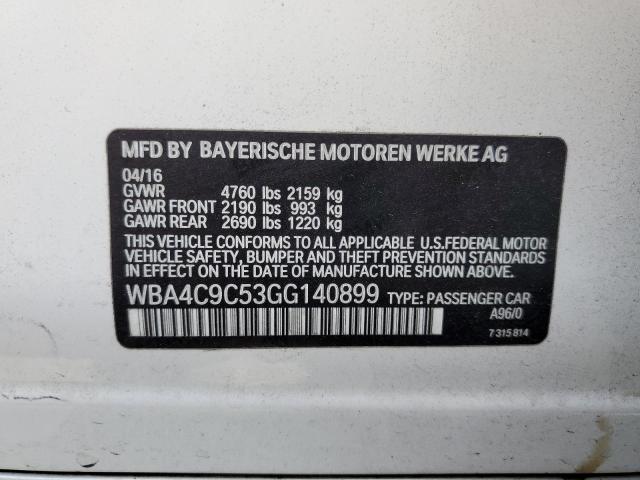 MFD BY BAYERISCHE MOTOREN WERKE AG
04/16
GVWR 4760 lbs 2159 kg
GAWR FRONT 2190 lbs 993 kg
GAWR REAR 2690 lbs 1220 kg
THIS VEHICLE CONFORMS TO ALL APPLICABLE U.S.FEDERAL MOTOR
VEHICLE SAFETY, BUMPER AND THEFT PREVENTION STANDARDS
IN EFFECT ON THE DATE OF MANUFACTURE SHOWN ABOVE.
WBA4C9C53GG140899 TYPE: PASSENGER CAR
A96/0
7315814